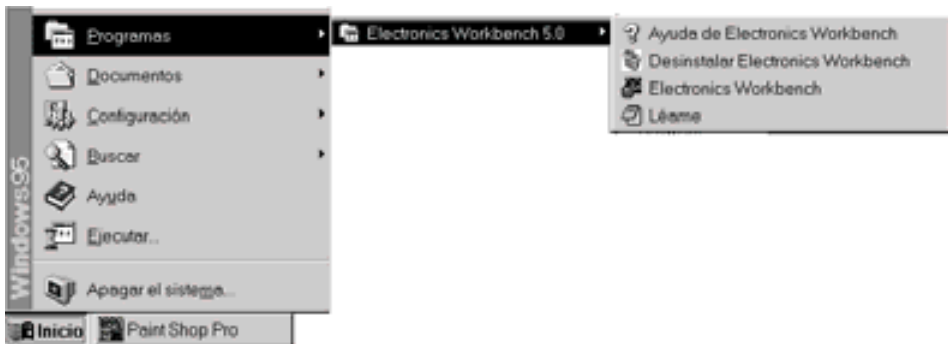 Programas
Documentos
Configuración
Buscar
Ayuda
Ejecutar...
Apagar el sistema...
Windows95
Inicio
Paint Shop Pro
Electronics Workbench 5.0
Ayuda de Electronics Workbench
Desinstalar Electronics Workbench
Electronics Workbench
Léame